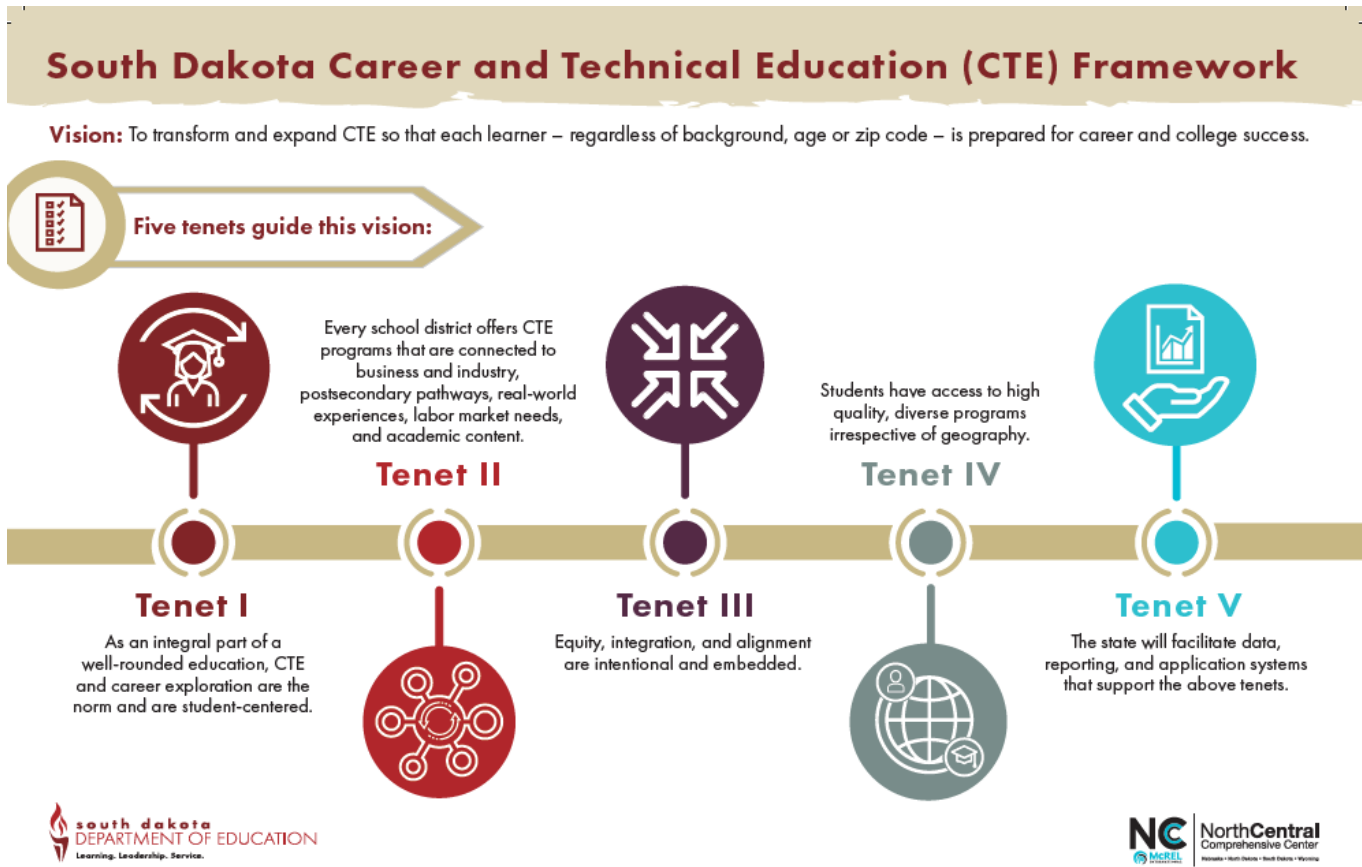 South Dakota Career and Technical Education (CTE) Framework
Vision: To transform and expand CTE so that each learner – regardless of background, age or zip code – is prepared for career and college success.
Five tenets guide this vision:
Tenet I
As an integral part of a
well-rounded education, CTE
and career exploration are the
norm and are student-centered.
Every school district offers CTE
programs that are connected to
business and industry,
postsecondary pathways, real-world
experiences, labor market needs,
and academic content.
Tenet II
Tenet III
Equity, integration, and alignment
are intentional and embedded.
Students have access to high
quality, diverse programs
irrespective of geography.
Tenet IV
Tenet V
The state will facilitate data,
reporting, and application systems
that support the above tenets.
south dakota
DEPARTMENT OF EDUCATION
Learning. Leadership. Service.
NC
McREL
NorthCentral
Comprehensive Center
Nebraska • North Dakota • South Dakota • Wyoming